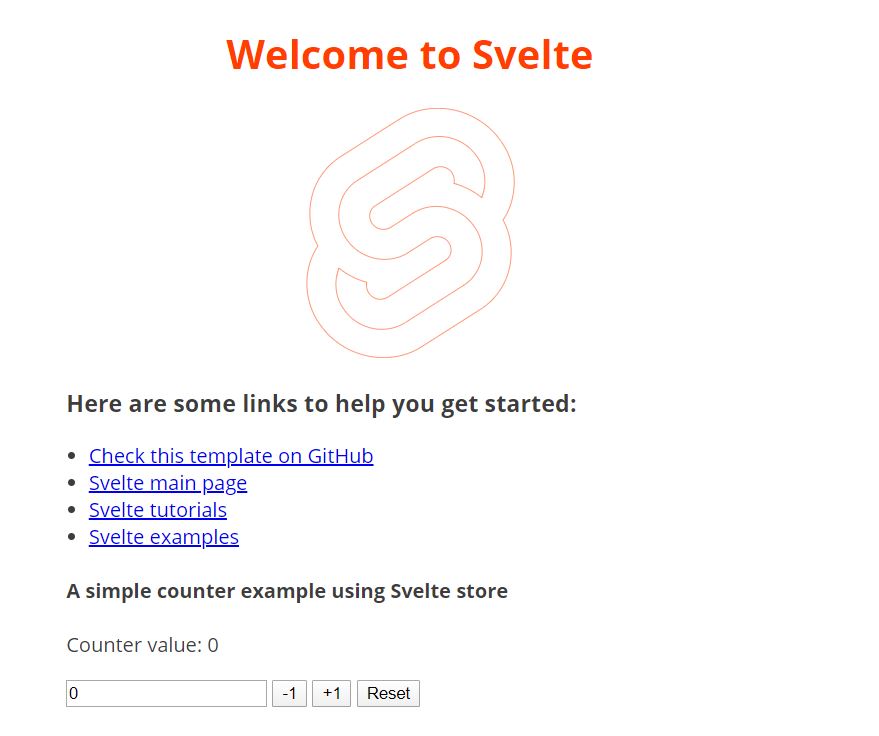 Welcome to Svelte
Here are some links to help you get started:
Check this template on GitHub
Svelte main page
Svelte tutorials
Svelte examples
A simple counter example using Svelte store
Counter value: 0
0 -1 +1 Reset